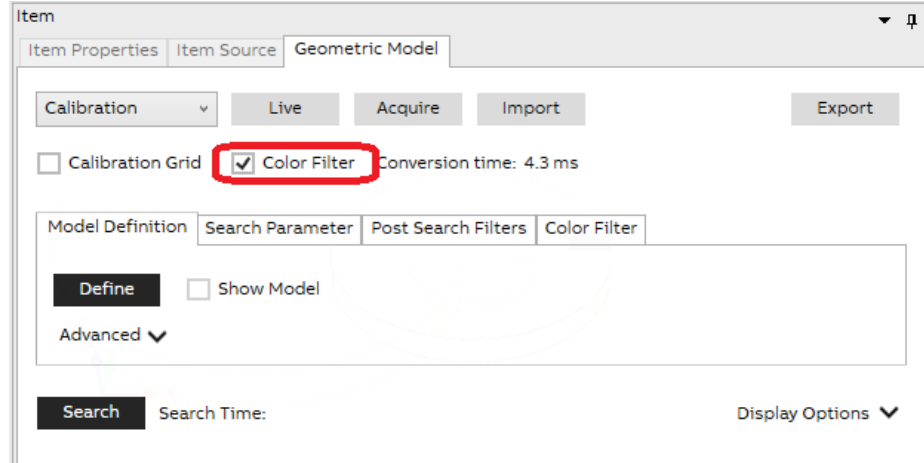 Item
Item Properties Item Source Geometric Model
Calibration Live Acquire Import Export
Calibration Grid Color Filter Conversion time: 4.3 ms
Model Definition Search Parameter Post Search Filters Color Filter
Define Show Model
Advanced
Search Search Time: Display Options